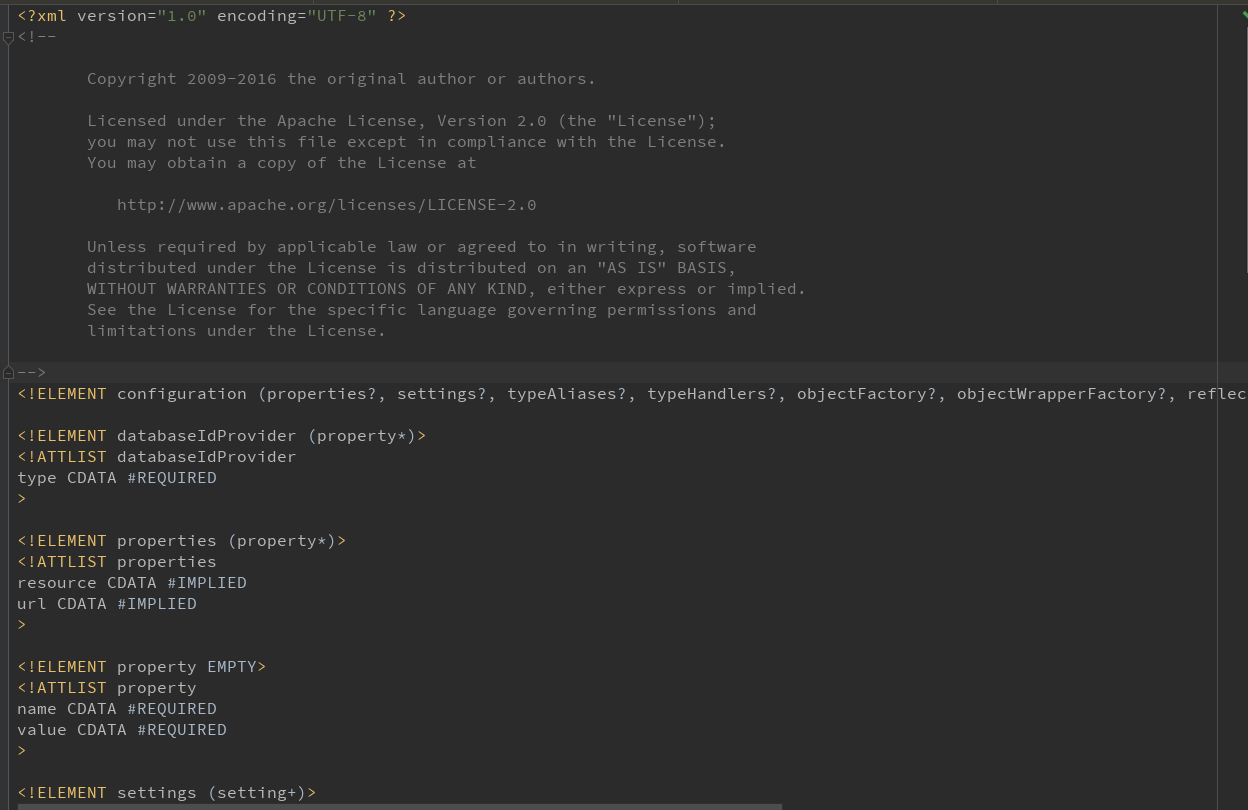 <?xml version="1.0" encoding="UTF-8" ?>
<!--
Copyright 2009-2016 the original author or authors.
Licensed under the Apache License, Version 2.0 (the "License");
you may not use this file except in compliance with the License.
You may obtain a copy of the License at
http://www.apache.org/licenses/LICENSE-2.0
Unless required by applicable law or agreed to in writing, software
distributed under the License is distributed on an "AS IS" BASIS,
WITHOUT WARRANTIES OR CONDITIONS OF ANY KIND, either express or implied.
See the License for the specific language governing permissions and
limitations under the License.
-->
<!ELEMENT configuration (properties?, settings?, typeAliases?, typeHandlers?, objectFactory?, objectWrapperFactory?, reflec
<!ELEMENT databaseIdProvider (property*)>
<!ATTLIST databaseIdProvider
type CDATA #REQUIRED
>
<!ELEMENT properties (property*)>
<!ATTLIST properties
resource CDATA #IMPLIED
url CDATA #IMPLIED
>
<!ELEMENT property EMPTY>
<!ATTLIST property
name CDATA #REQUIRED
value CDATA #REQUIRED
>
<!ELEMENT settings (setting+)>